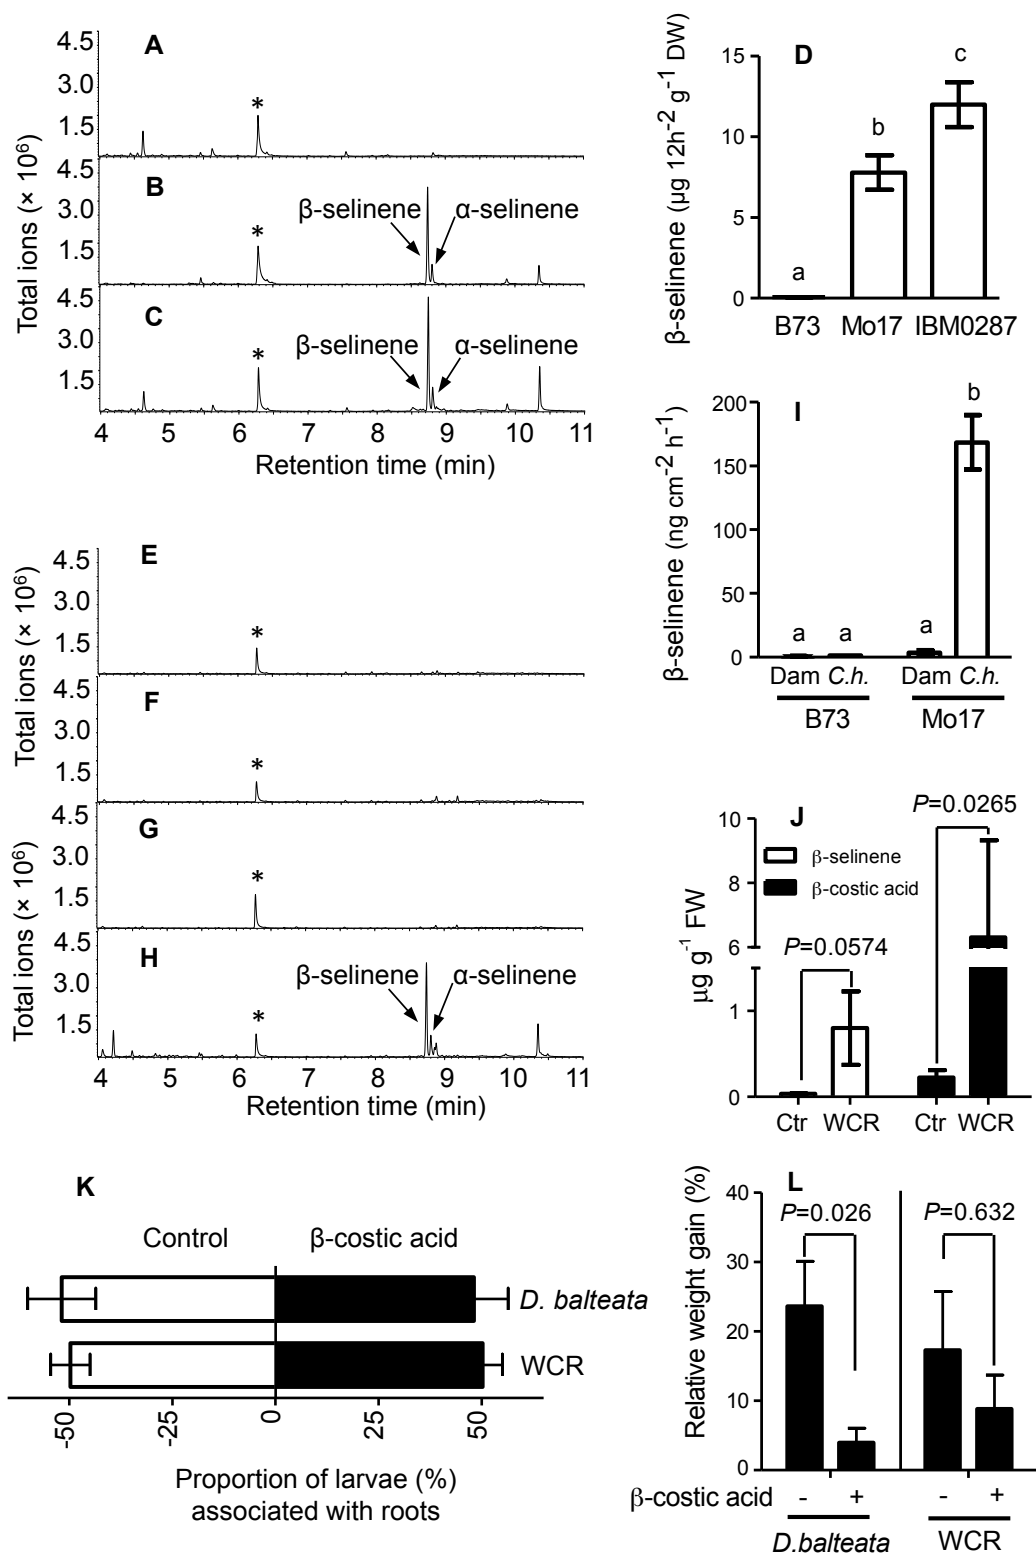 A
4.5
3.0
1.5
*
B
4.5
3.0
1.5
*
β-selinene
α-selinene
C
4.5
3.0
1.5
*
β-selinene
α-selinene
Total ions (× 10⁶)
4 5 6 7 8 9 10 11
Retention time (min)
D
β-selinene (µg 12h⁻² g⁻¹ DW)
15
10
5
0
a
b
c
B73 Mo17 IBM0287
E
4.5
3.0
1.5
*
Total ions (× 10⁶)
F
4.5
3.0
1.5
*
G
4.5
3.0
1.5
*
Total ions (× 10⁶)
H
4.5
3.0
1.5
*
β-selinene
α-selinene
4 5 6 7 8 9 10 11
Retention time (min)
I
β-selinene (ng cm⁻² h⁻¹)
200
150
100
50
0
a
a
a
b
Dam C.h. Dam C.h.
B73 Mo17
J
P=0.0265
β-selinene
β-costic acid
P=0.0574
µg g⁻¹ FW
10
8
6
1
0
Ctr WCR Ctr WCR
K
Control β-costic acid
D. balteata
WCR
-50 -25 0 25 50
Proportion of larvae (%)
associated with roots
L
Relative weight gain (%)
40
30
20
10
0
P=0.026 P=0.632
β-costic acid - + - +
D.balteata WCR